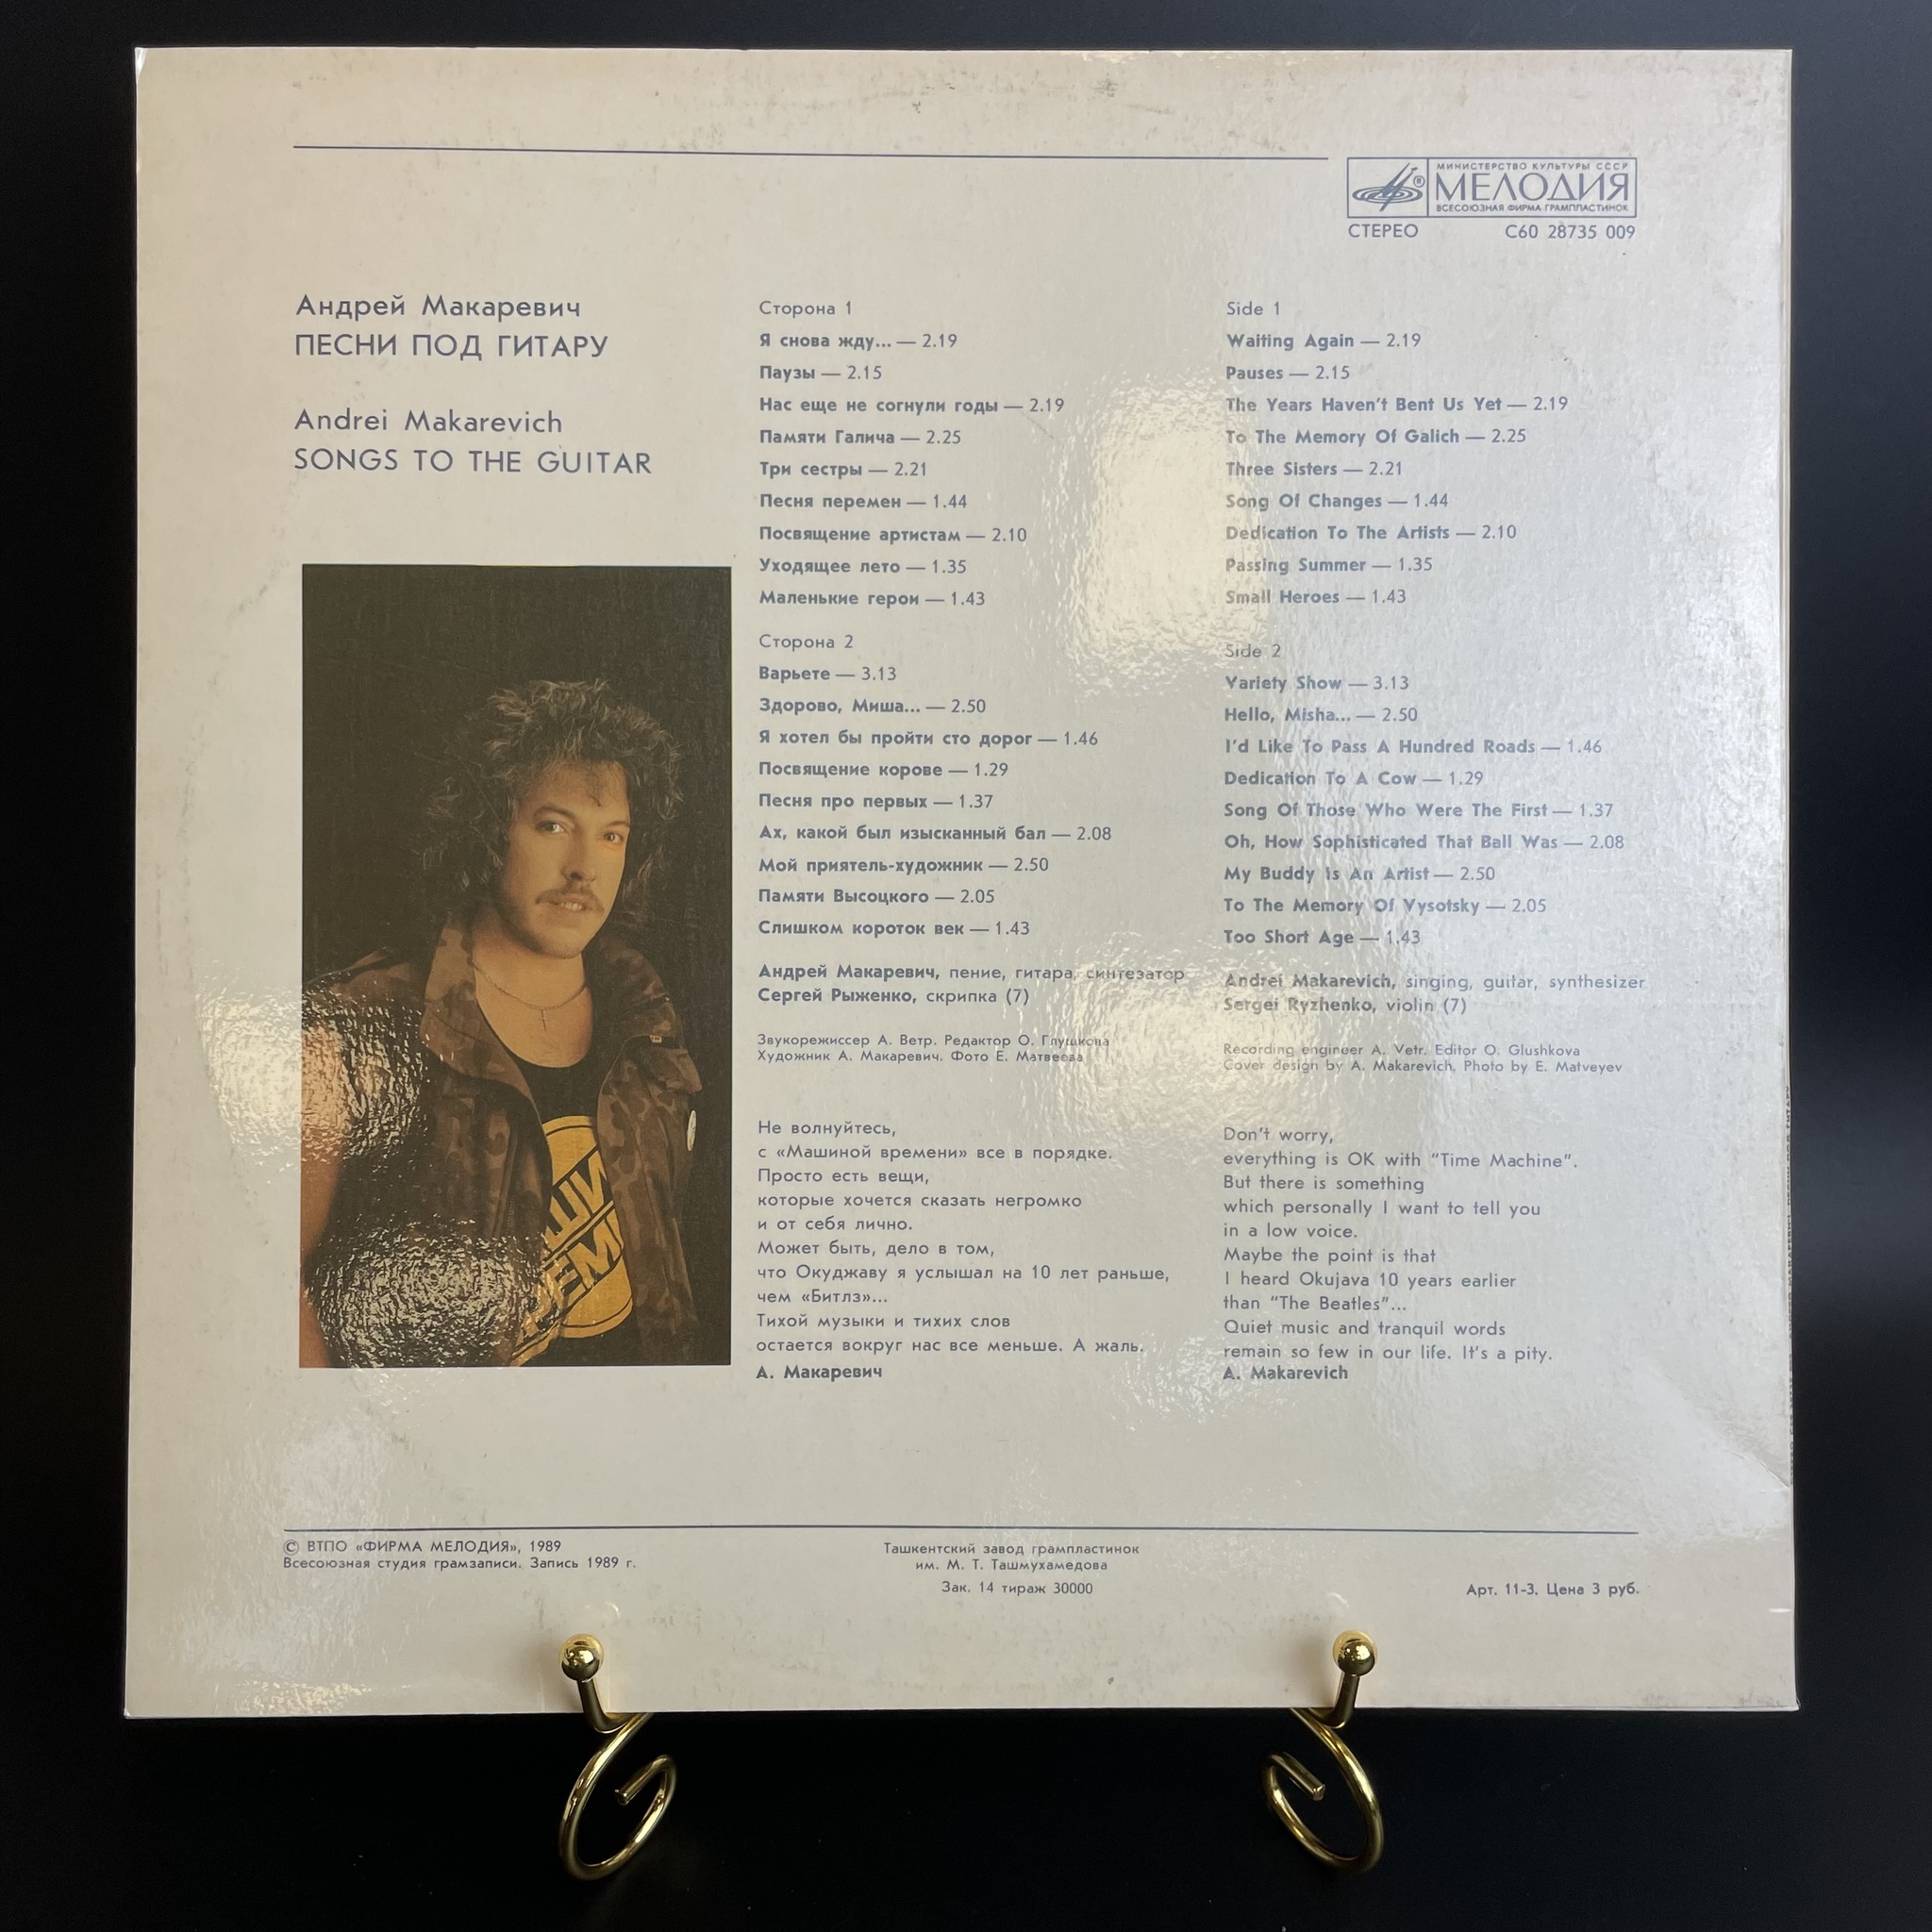 МИНИСТЕРСТВО КУЛЬТУРЫ СССР
МЕЛОДИЯ
ВСЕСОЮЗНАЯ ФИРМА ГРАМПЛАСТИНОК
СТЕРЕО С60 28735 009
Андрей Макаревич
ПЕСНИ ПОД ГИТАРУ
Andrei Makarevich
SONGS TO THE GUITAR
Сторона 1
Я снова жду... — 2.19
Паузы — 2.15
Нас еще не согнули годы — 2.19
Памяти Галича — 2.25
Три сестры — 2.21
Песня перемен — 1.44
Посвящение артистам — 2.10
Уходящее лето — 1.35
Маленькие герои — 1.43
Сторона 2
Варьете — 3.13
Здорово, Миша... — 2.50
Я хотел бы пройти сто дорог — 1.46
Посвящение корове — 1.29
Песня про первых — 1.37
Ах, какой был изысканный бал — 2.08
Мой приятель-художник — 2.50
Памяти Высоцкого — 2.05
Слишком короток век — 1.43
Андрей Макаревич, пение, гитара, синтезатор
Сергей Рыженко, скрипка (7)
Звукорежиссер А. Ветр. Редактор О. Глушкова
Художник А. Макаревич. Фото Е. Матвеева
Не волнуйтесь,
с «Машиной времени» все в порядке.
Просто есть вещи,
которые хочется сказать негромко
и от себя лично.
Может быть, дело в том,
что Окуджаву я услышал на 10 лет раньше,
чем «Битлз»...
Тихой музыки и тихих слов
остается вокруг нас все меньше. А жаль.
А. Макаревич
Side 1
Waiting Again — 2.19
Pauses — 2.15
The Years Haven't Bent Us Yet — 2.19
To The Memory Of Galich — 2.25
Three Sisters — 2.21
Song Of Changes — 1.44
Dedication To The Artists — 2.10
Passing Summer — 1.35
Small Heroes — 1.43
Side 2
Variety Show — 3.13
Hello, Misha... — 2.50
I'd Like To Pass A Hundred Roads — 1.46
Dedication To A Cow — 1.29
Song Of Those Who Were The First — 1.37
Oh, How Sophisticated That Ball Was — 2.08
My Buddy Is An Artist — 2.50
To The Memory Of Vysotsky — 2.05
Too Short Age — 1.43
Andrei Makarevich, singing, guitar, synthesizer
Sergei Ryzhenko, violin (7)
Recording engineer A. Vetr. Editor O. Glushkova
Cover design by A. Makarevich. Photo by E. Matveyev
Don't worry,
everything is OK with "Time Machine".
But there is something
which personally I want to tell you
in a low voice.
Maybe the point is that
I heard Okujava 10 years earlier
than "The Beatles"...
Quiet music and tranquil words
remain so few in our life. It's a pity.
A. Makarevich
© ВТПО «ФИРМА МЕЛОДИЯ», 1989
Всесоюзная студия грамзаписи. Запись 1989 г.
Ташкентский завод грампластинок
им. М. Т. Ташмухамедова
Зак. 14 тираж 30000
Арт. 11-3. Цена 3 руб.